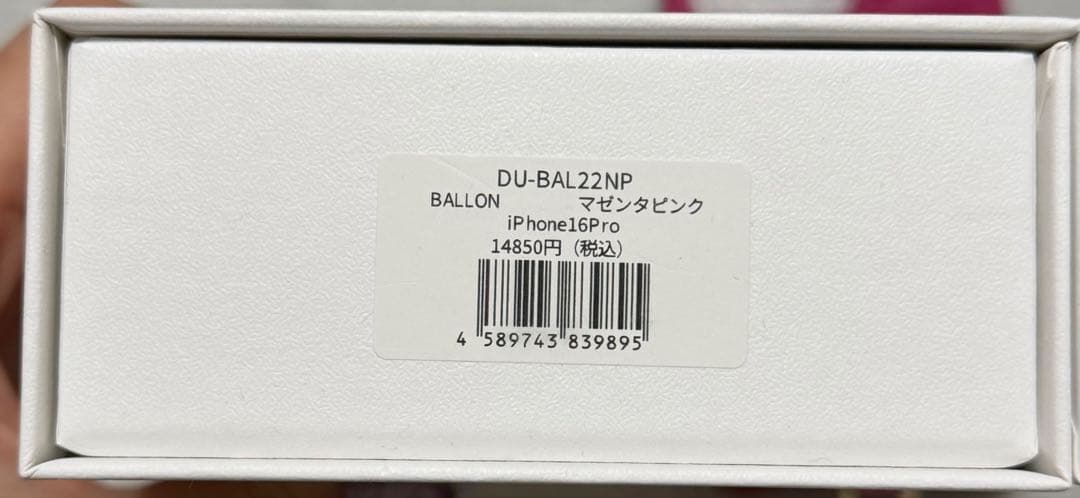 DU-BAL22NP
BALLON マゼンタピンク
iPhone16Pro
14850円（税込）
4 589743 839895